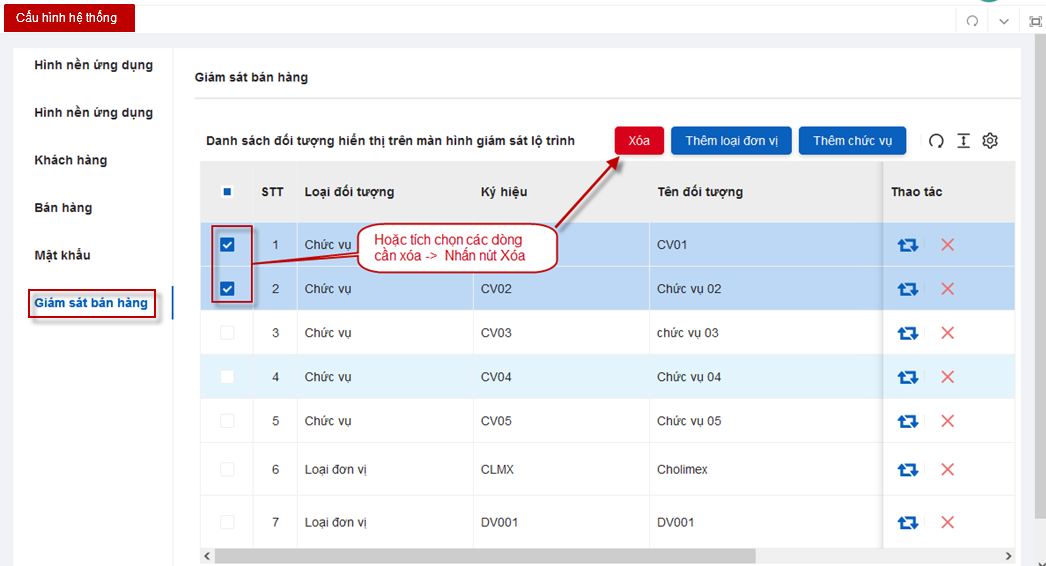 Cấu hình hệ thống
Hình nền ứng dụng
Hình nền ứng dụng
Khách hàng
Bán hàng
Mật khẩu
Giám sát bán hàng
Giám sát bán hàng
Danh sách đối tượng hiển thị trên màn hình giám sát lộ trình
Xóa
Thêm loại đơn vị
Thêm chức vụ
STT Loại đối tượng Ký hiệu Tên đối tượng Thao tác
1 Chức vụ CV01
Hoặc tích chọn các dòng
cần xóa -> Nhấn nút Xóa
2 Chức vụ CV02 Chức vụ 02
3 Chức vụ CV03 chức vụ 03
4 Chức vụ CV04 Chức vụ 04
5 Chức vụ CV05 Chức vụ 05
6 Loại đơn vị CLMX Cholimex
7 Loại đơn vị DV001 DV001